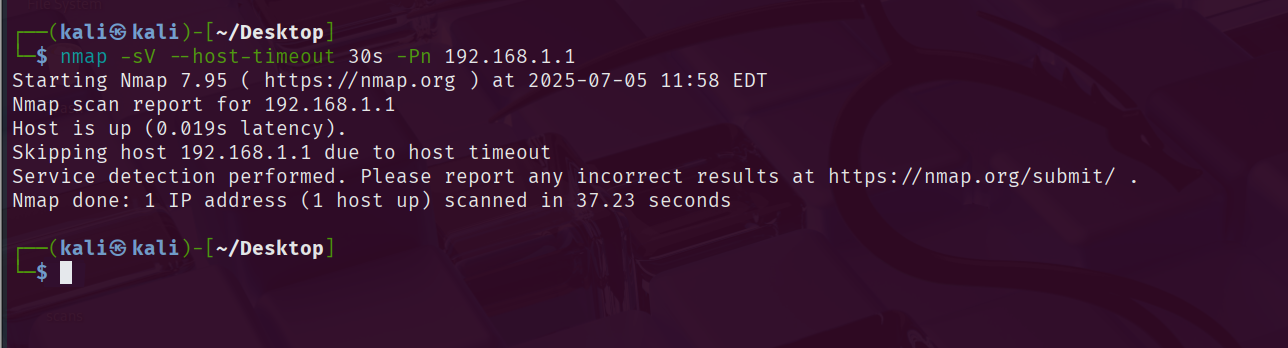 ┌──(kali㉿kali)-[~/Desktop]
└─$ nmap -sV --host-timeout 30s -Pn 192.168.1.1
Starting Nmap 7.95 ( https://nmap.org ) at 2025-07-05 11:58 EDT
Nmap scan report for 192.168.1.1
Host is up (0.019s latency).
Skipping host 192.168.1.1 due to host timeout
Service detection performed. Please report any incorrect results at https://nmap.org/submit/ .
Nmap done: 1 IP address (1 host up) scanned in 37.23 seconds
┌──(kali㉿kali)-[~/Desktop]
└─$